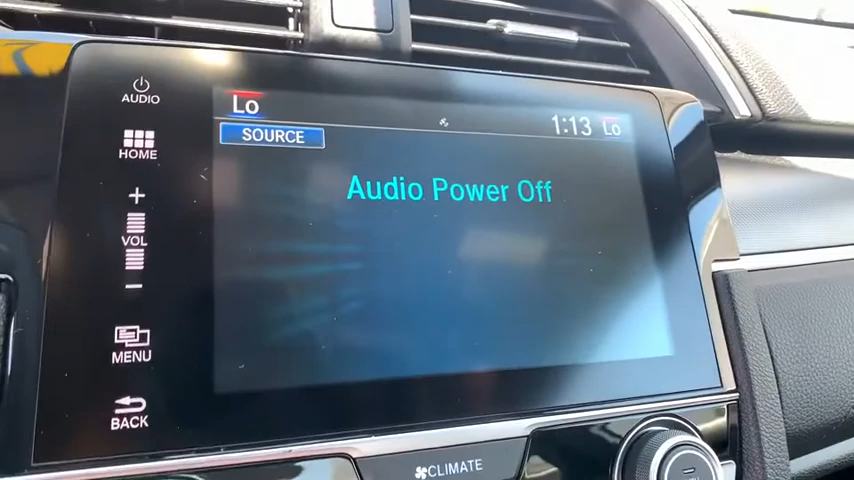 AUDIO
HOME
+
VOL
−
MENU
BACK
Lo
1:13
Lo
SOURCE
Audio Power Off
CLIMATE